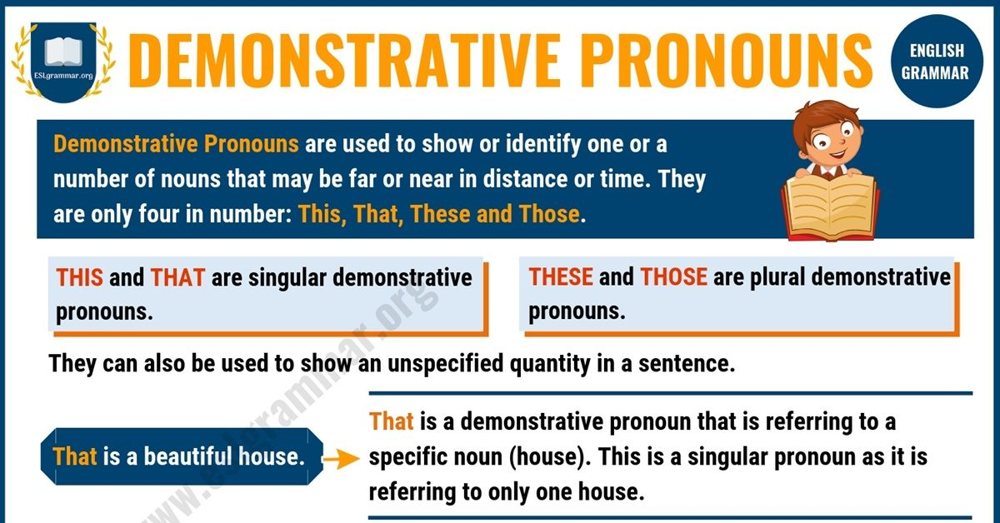 ESLgrammar.org
DEMONSTRATIVE PRONOUNS
ENGLISH
GRAMMAR
Demonstrative Pronouns are used to show or identify one or a
number of nouns that may be far or near in distance or time. They
are only four in number: This, That, These and Those.
THIS and THAT are singular demonstrative
pronouns.
THESE and THOSE are plural demonstrative
pronouns.
They can also be used to show an unspecified quantity in a sentence.
That is a beautiful house.
That is a demonstrative pronoun that is referring to a
specific noun (house). This is a singular pronoun as it is
referring to only one house.
www.eslgrammar.org